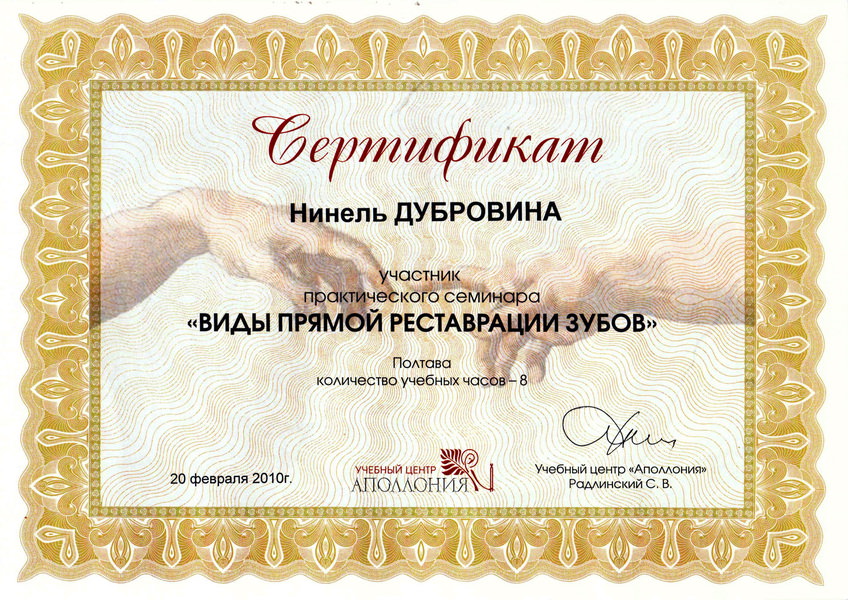 Сертификат
Нинель ДУБРОВИНА
участник
практического семинара
«ВИДЫ ПРЯМОЙ РЕСТАВРАЦИИ ЗУБОВ»
Полтава
количество учебных часов – 8
20 февраля 2010г.
УЧЕБНЫЙ ЦЕНТР
АПОЛЛОНИЯ
Учебный центр «Аполлония»
Радлинский С. В.